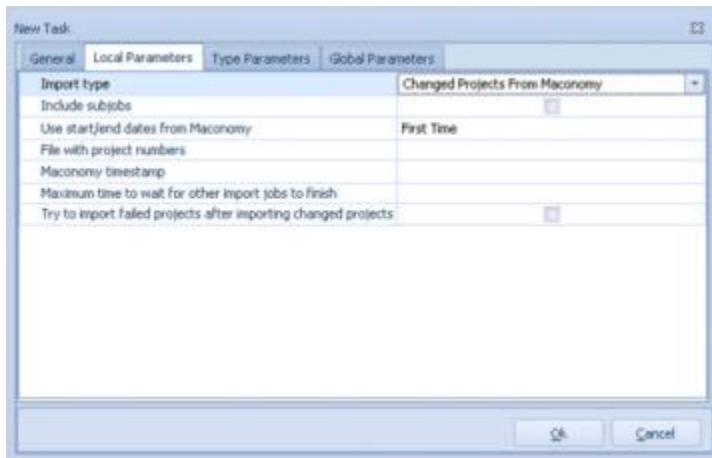 New Task
General Local Parameters Type Parameters Global Parameters
Import type Changed Projects From Maconomy
Include subjobs
Use start/end dates from Maconomy First Time
File with project numbers
Maconomy timestamp
Maximum time to wait for other import jobs to finish
Try to import failed projects after importing changed projects
Ok Cancel